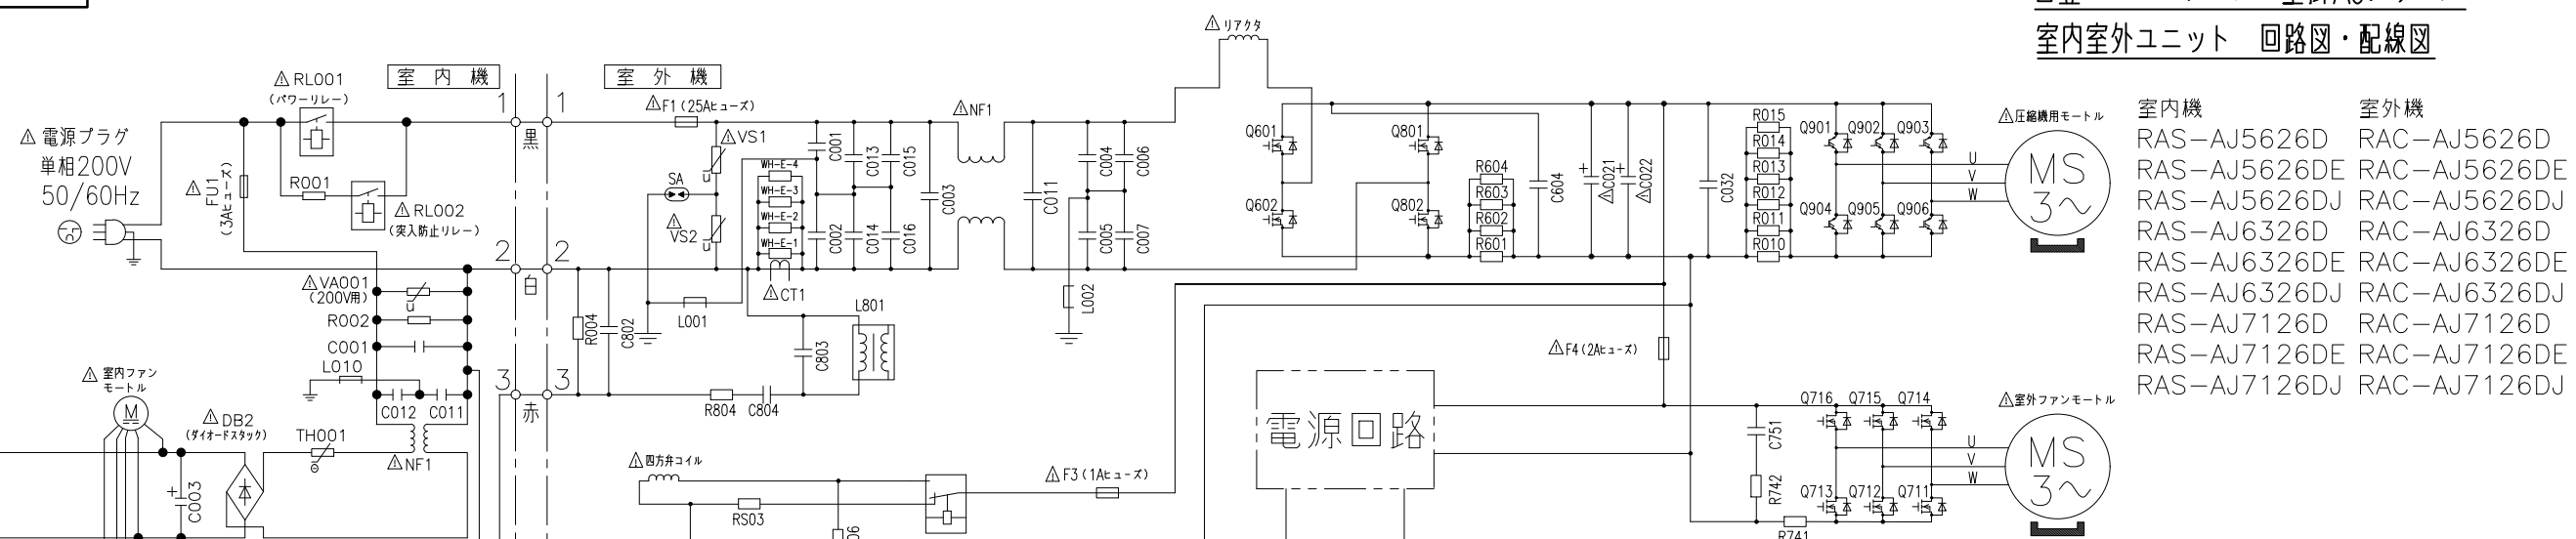 室内室外ユニット 回路図・配線図
⚠ リアクタ
⚠ RL001
(パワーリレー)
室 内 機
室 外 機
1
1
⚠F1(25Aヒューズ)
⚠NF1
⚠ 電源プラグ
単相200V
50/60Hz
⚠ FU1
(3Aヒューズ)
R001
⚠RL002
(突入防止リレー)
黒
2
2
白
⚠VS1
SA
⚠
VS2
WH-E-4
WH-E-3
WH-E-2
WH-E-1
⚠CT1
C001
C002
C013
C014
C015
C016
C003
C011
C004
C005
C006
C007
L002
L001
Q601
Q602
Q801
Q802
R604
R603
R602
R601
C604
⚠C021
⚠C022
C032
R015
R014
R013
R012
R011
R010
Q901
Q902
Q903
Q904
Q905
Q906
U
V
W
⚠圧縮機用モートル
MS
3~
室内機 室外機
RAS-AJ5626D RAC-AJ5626D
RAS-AJ5626DE RAC-AJ5626DE
RAS-AJ5626DJ RAC-AJ5626DJ
RAS-AJ6326D RAC-AJ6326D
RAS-AJ6326DE RAC-AJ6326DE
RAS-AJ6326DJ RAC-AJ6326DJ
RAS-AJ7126D RAC-AJ7126D
RAS-AJ7126DE RAC-AJ7126DE
RAS-AJ7126DJ RAC-AJ7126DJ
⚠VA001
(200V用)
u
R002
C001
L010
C012
C011
⚠NF1
3
3
赤
R004
C802
R804
C804
C803
L801
⚠ 室内ファン
モートル
M
⚠DB2
(ダイオードスタック)
TH001
C003
⚠四方弁コイル
RS03
⚠F3(1Aヒューズ)
⚠F4(2Aヒューズ)
電源回路
C751
R742
R741
Q716
Q715
Q714
Q713
Q712
Q711
U
V
W
⚠室外ファンモートル
MS
3~